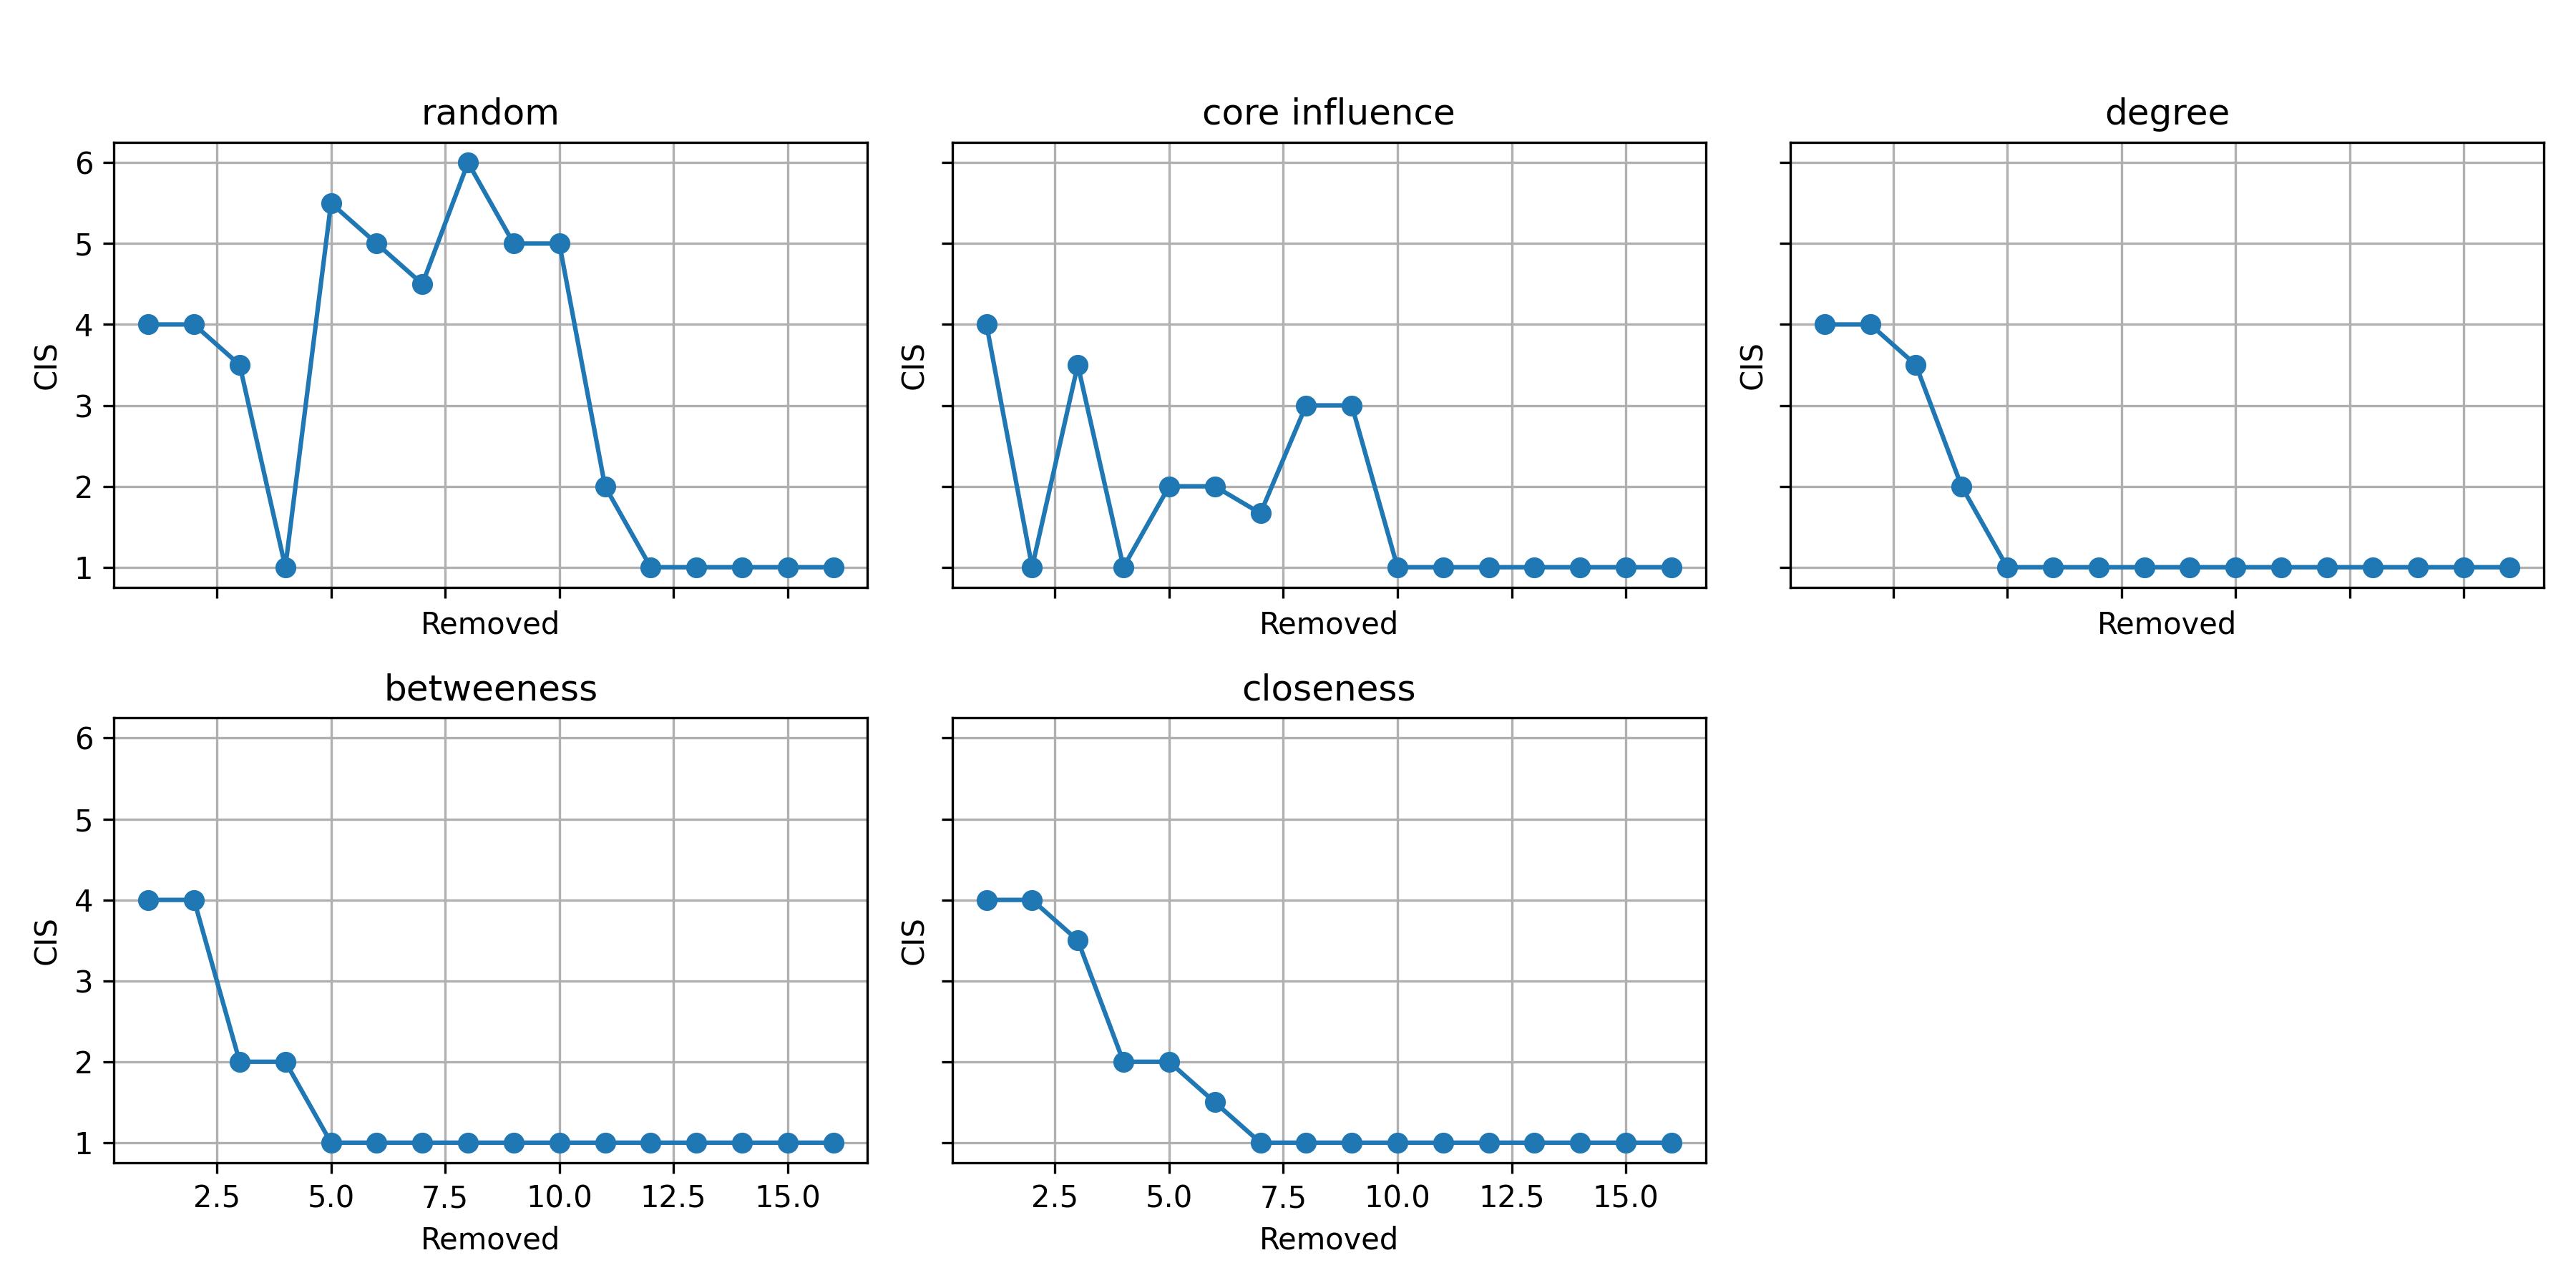 random
6
5
4
3
2
1
CIS
Removed
core influence
CIS
Removed
degree
CIS
Removed
betweeness
6
5
4
3
2
1
CIS
2.5 5.0 7.5 10.0 12.5 15.0
Removed
closeness
CIS
2.5 5.0 7.5 10.0 12.5 15.0
Removed